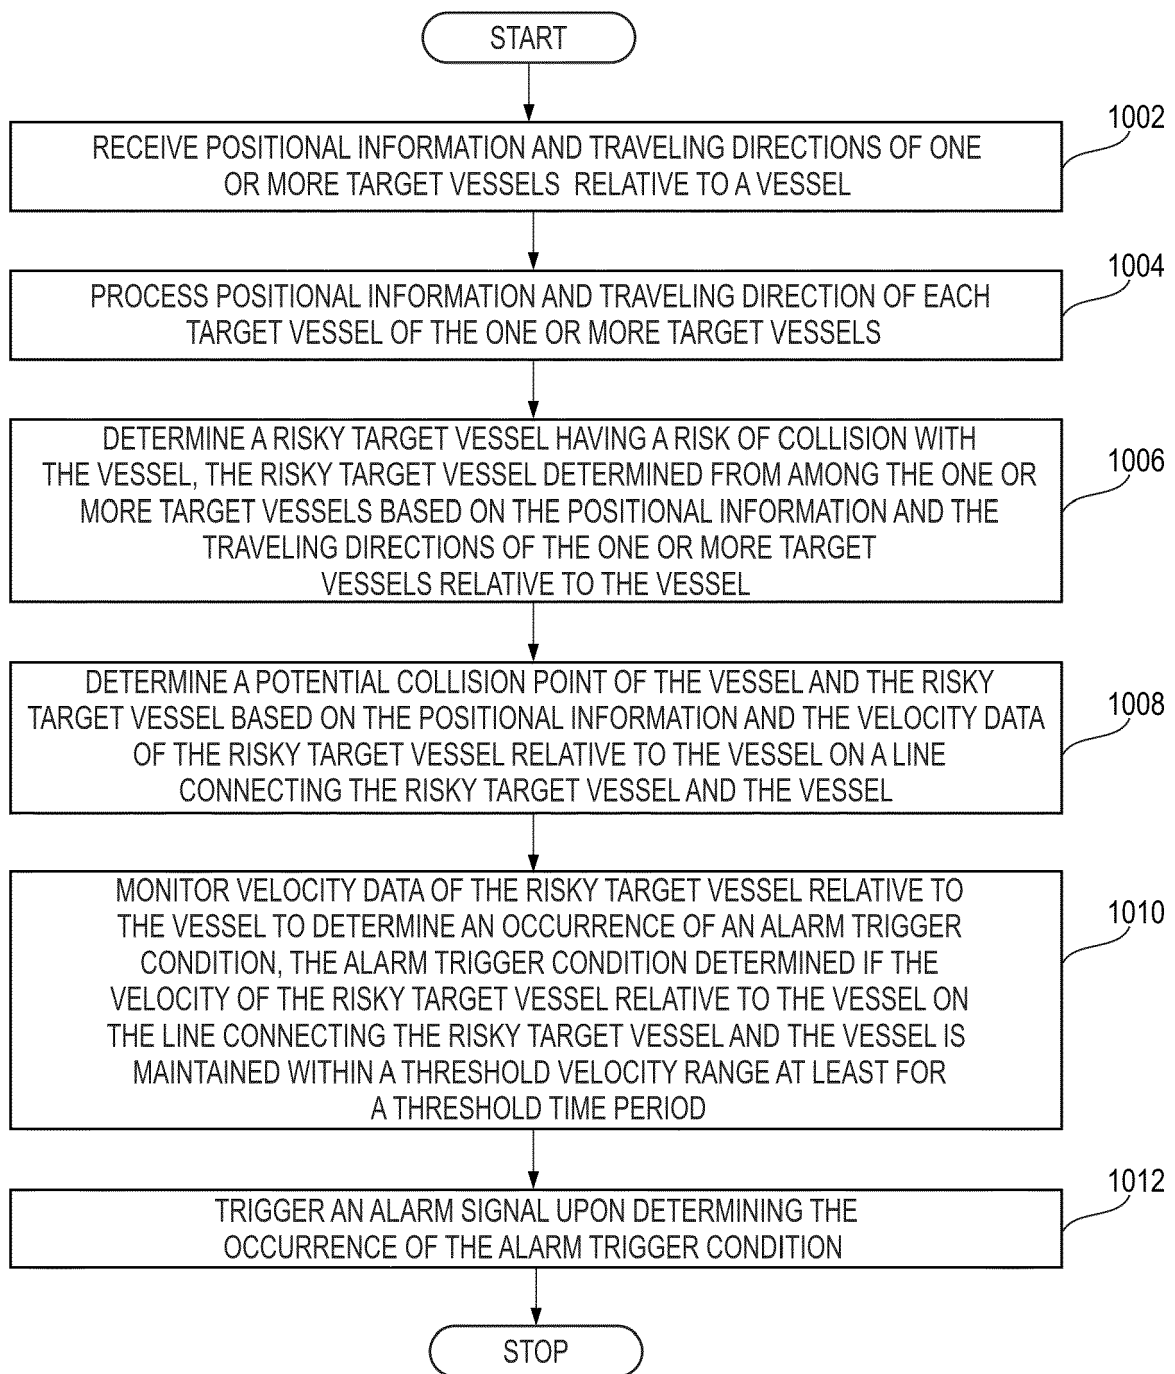 START
RECEIVE POSITIONAL INFORMATION AND TRAVELING DIRECTIONS OF ONE
OR MORE TARGET VESSELS RELATIVE TO A VESSEL
1002
PROCESS POSITIONAL INFORMATION AND TRAVELING DIRECTION OF EACH
TARGET VESSEL OF THE ONE OR MORE TARGET VESSELS
1004
DETERMINE A RISKY TARGET VESSEL HAVING A RISK OF COLLISION WITH
THE VESSEL, THE RISKY TARGET VESSEL DETERMINED FROM AMONG THE ONE OR
MORE TARGET VESSELS BASED ON THE POSITIONAL INFORMATION AND THE
TRAVELING DIRECTIONS OF THE ONE OR MORE TARGET
VESSELS RELATIVE TO THE VESSEL
1006
DETERMINE A POTENTIAL COLLISION POINT OF THE VESSEL AND THE RISKY
TARGET VESSEL BASED ON THE POSITIONAL INFORMATION AND THE VELOCITY DATA
OF THE RISKY TARGET VESSEL RELATIVE TO THE VESSEL ON A LINE
CONNECTING THE RISKY TARGET VESSEL AND THE VESSEL
1008
MONITOR VELOCITY DATA OF THE RISKY TARGET VESSEL RELATIVE TO
THE VESSEL TO DETERMINE AN OCCURRENCE OF AN ALARM TRIGGER
CONDITION, THE ALARM TRIGGER CONDITION DETERMINED IF THE
VELOCITY OF THE RISKY TARGET VESSEL RELATIVE TO THE VESSEL ON
THE LINE CONNECTING THE RISKY TARGET VESSEL AND THE VESSEL IS
MAINTAINED WITHIN A THRESHOLD VELOCITY RANGE AT LEAST FOR
A THRESHOLD TIME PERIOD
1010
TRIGGER AN ALARM SIGNAL UPON DETERMINING THE
OCCURRENCE OF THE ALARM TRIGGER CONDITION
1012
STOP